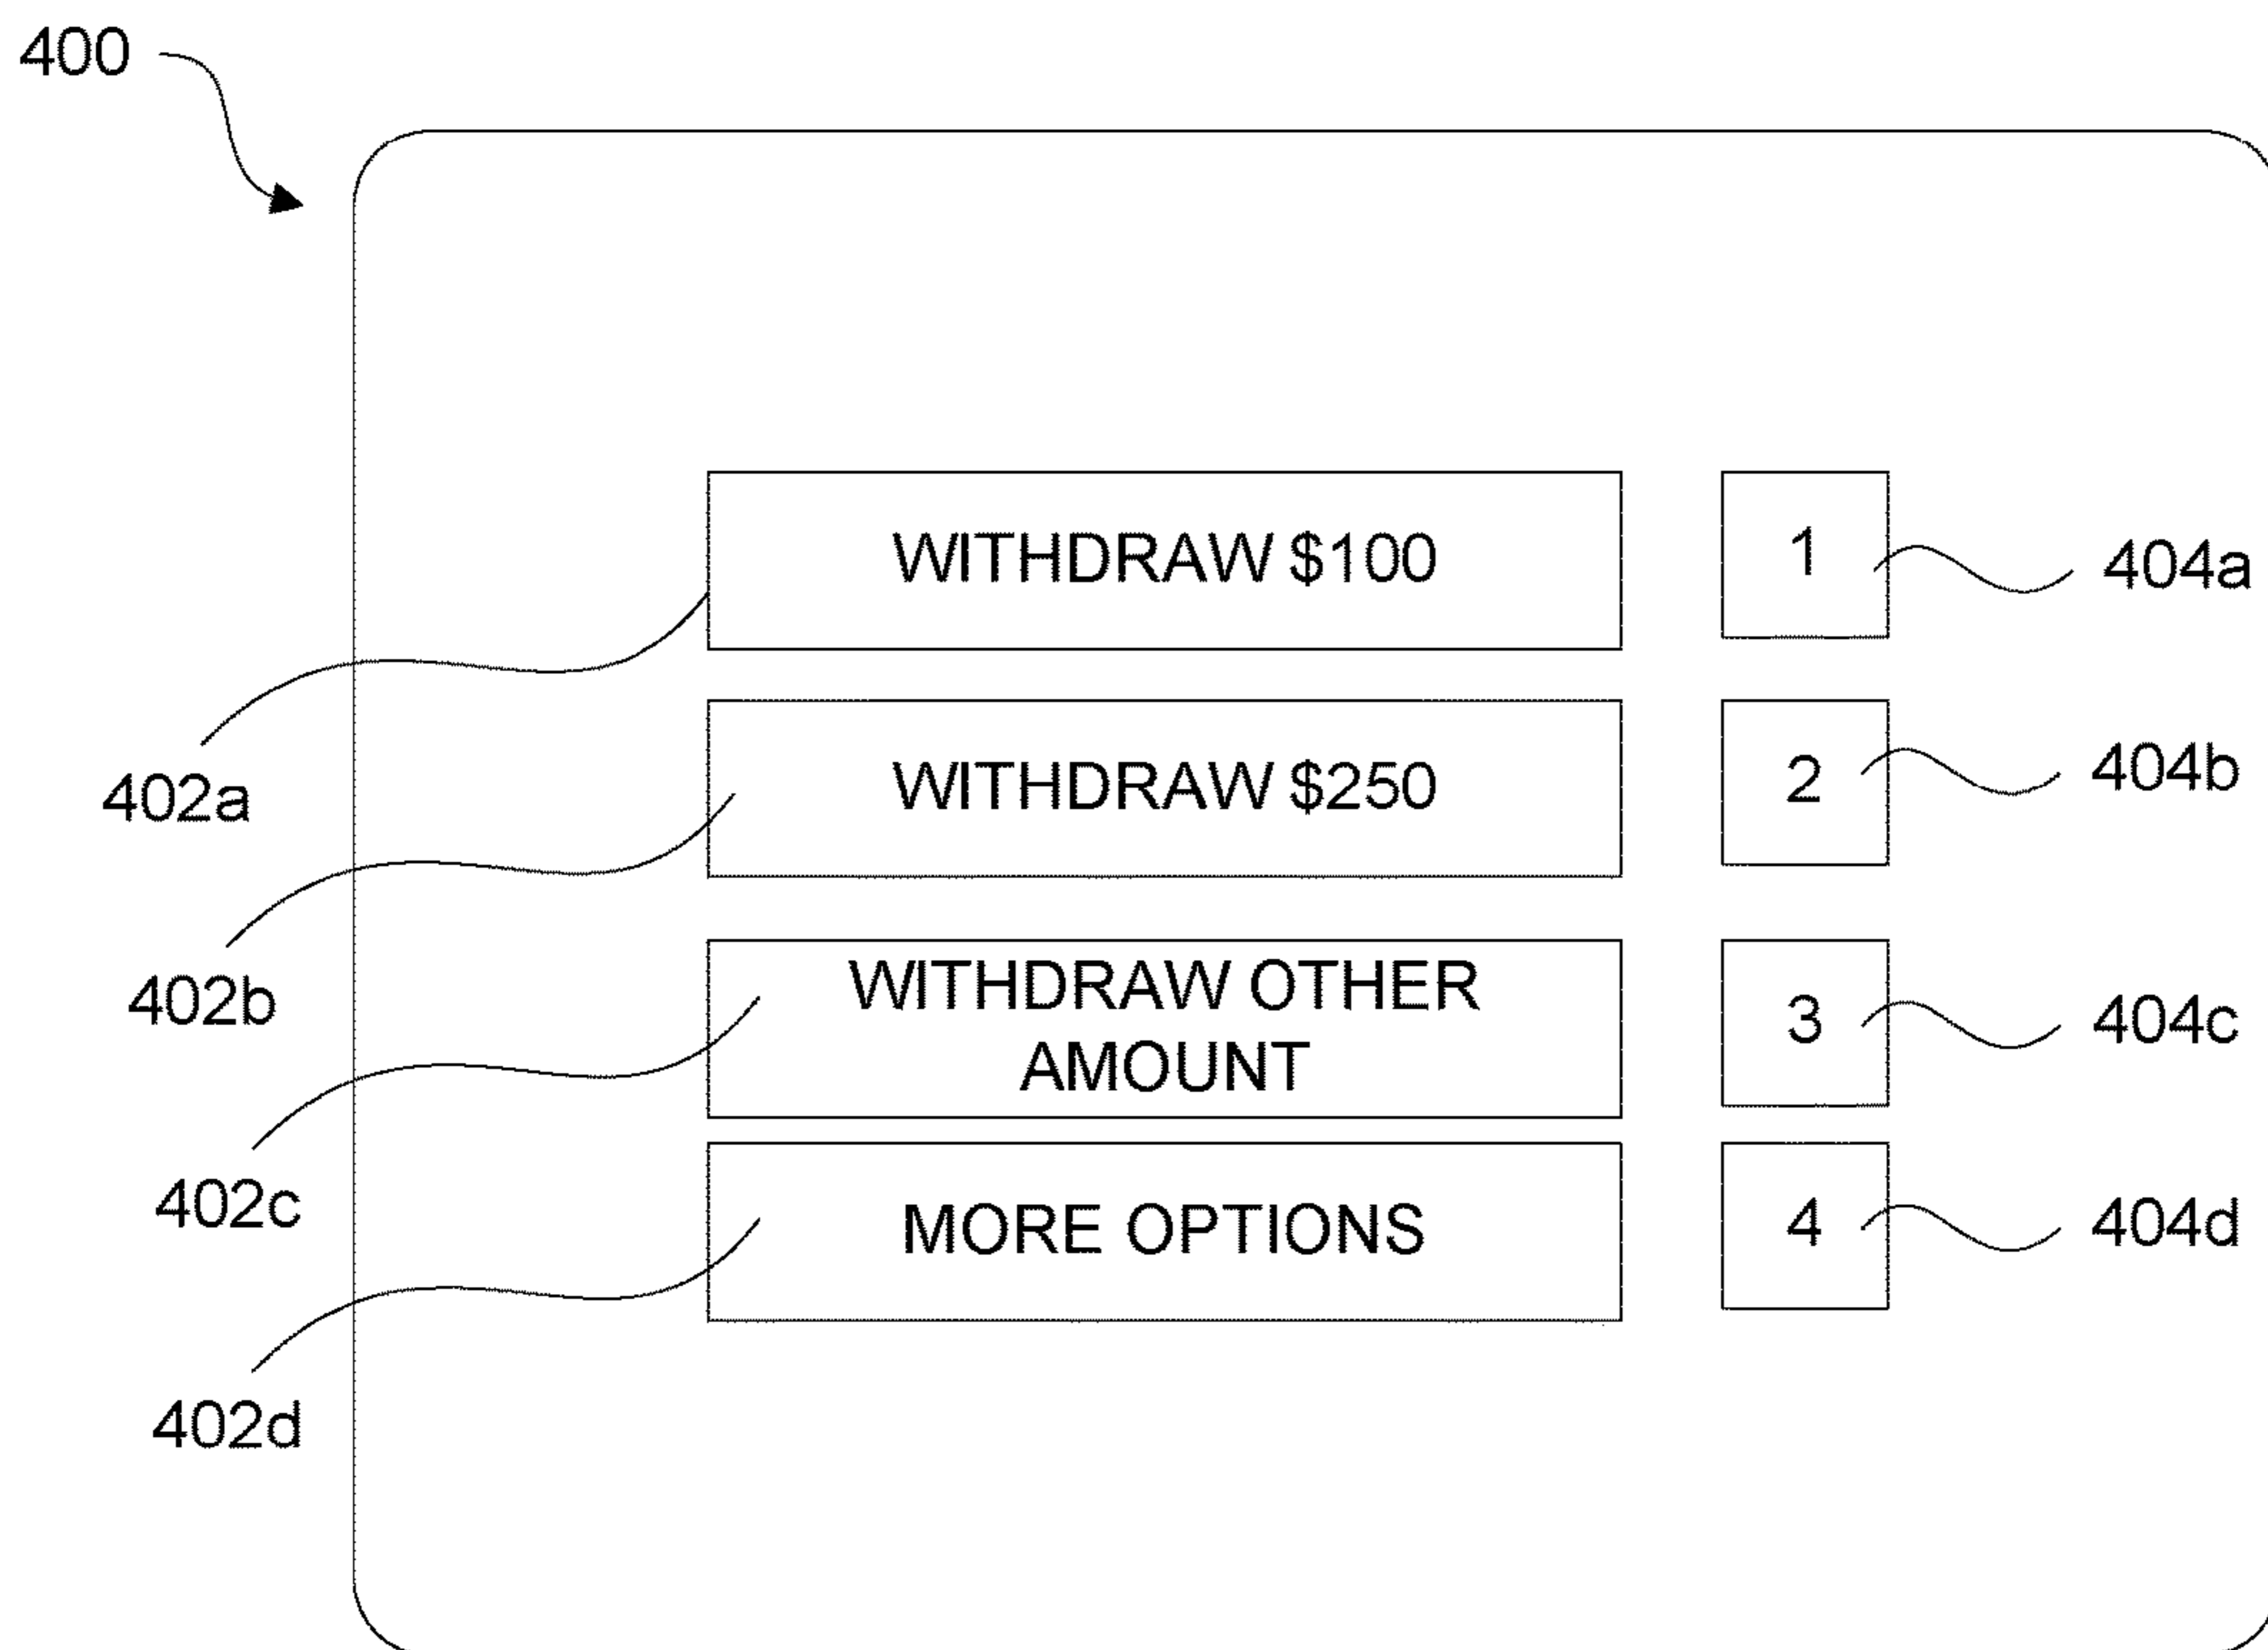 400
WITHDRAW $100
1
404a
402a
WITHDRAW $250
2
404b
402b
WITHDRAW OTHER
AMOUNT
3
404c
402c
MORE OPTIONS
4
404d
402d